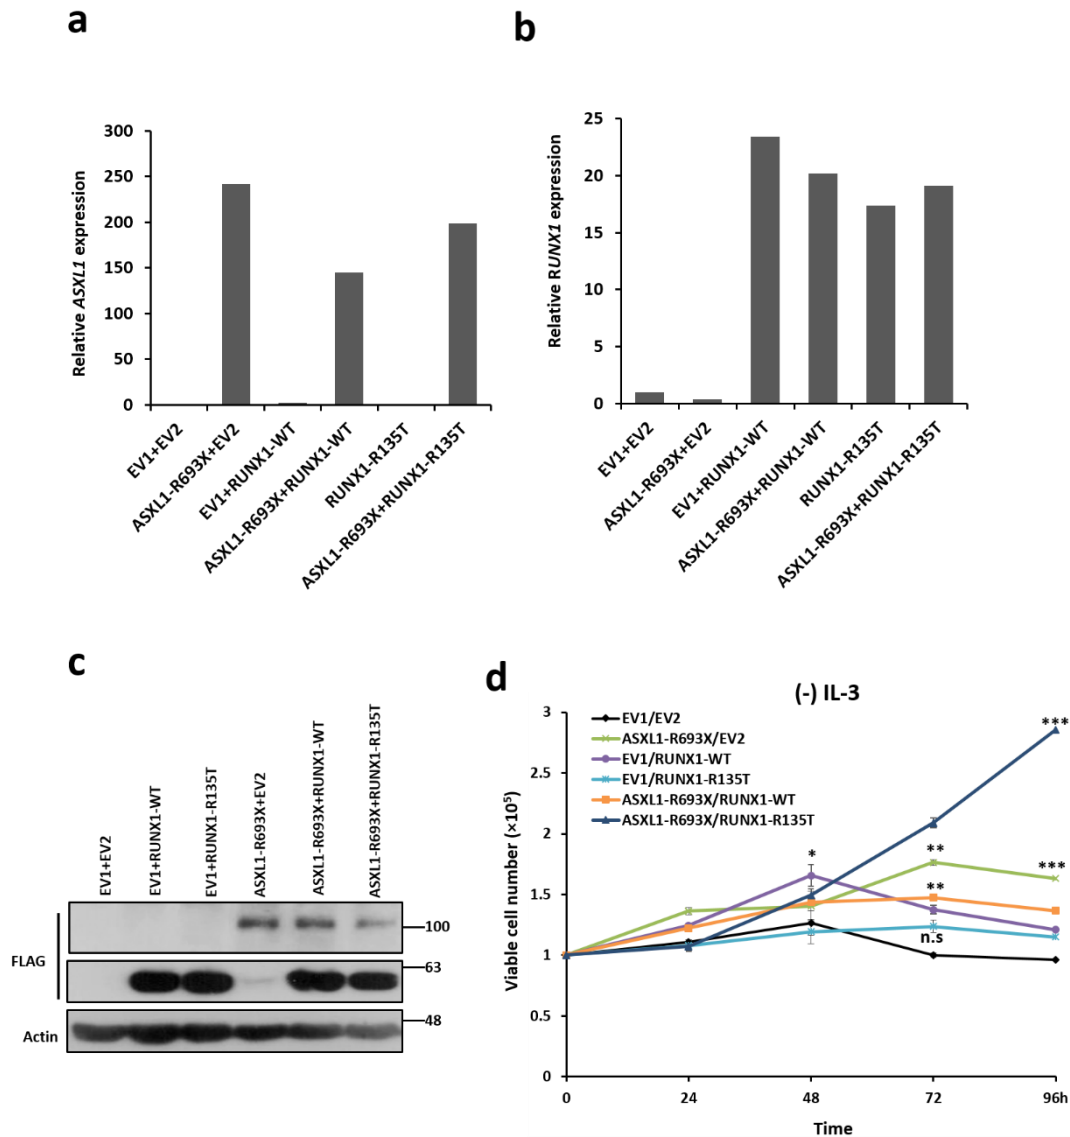 a
300
250
200
150
100
50
0
Relative ASXL1 expression
EV1+EV2
ASXL1-R693X+EV2
EV1+RUNX1-WT
ASXL1-R693X+RUNX1-WT
RUNX1-R135T
ASXL1-R693X+RUNX1-R135T
b
25
20
15
10
5
0
Relative RUNX1 expression
EV1+EV2
ASXL1-R693X+EV2
EV1+RUNX1-WT
ASXL1-R693X+RUNX1-WT
RUNX1-R135T
ASXL1-R693X+RUNX1-R135T
c
EV1+EV2
EV1+RUNX1-WT
EV1+RUNX1-R135T
ASXL1-R693X+EV2
ASXL1-R693X+RUNX1-WT
ASXL1-R693X+RUNX1-R135T
FLAG
100
63
Actin
48
d
(-) IL-3
EV1/EV2
ASXL1-R693X/EV2
EV1/RUNX1-WT
EV1/RUNX1-R135T
ASXL1-R693X/RUNX1-WT
ASXL1-R693X/RUNX1-R135T
3
2.5
2
1.5
1
0.5
0
Viable cell number (×10⁵)
*
**
**
n.s
***
***
0
24
48
72
96h
Time